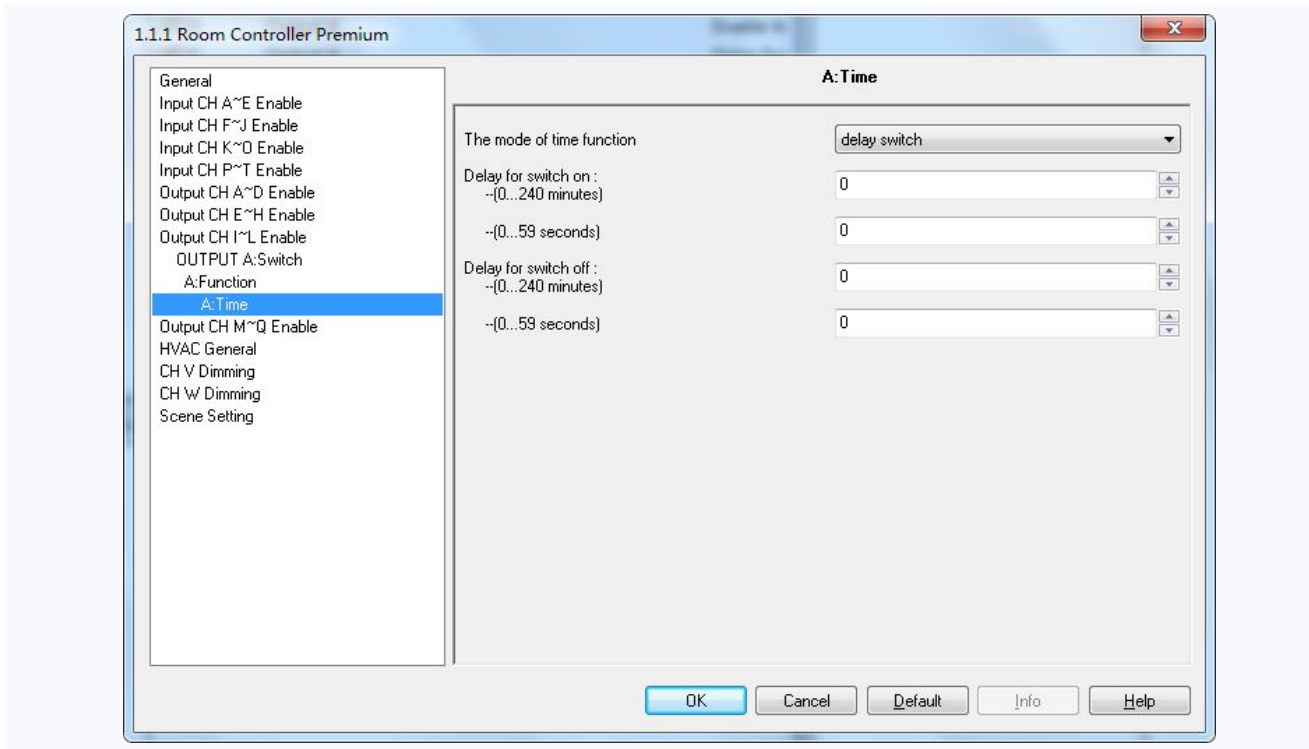 1.1.1 Room Controller Premium
General
Input CH A~E Enable
Input CH F~J Enable
Input CH K~O Enable
Input CH P~T Enable
Output CH A~D Enable
Output CH E~H Enable
Output CH I~L Enable
OUTPUT A:Switch
A:Function
A:Time
Output CH M~Q Enable
HVAC General
CH V Dimming
CH W Dimming
Scene Setting
A:Time
The mode of time function
delay switch
Delay for switch on :
--(0...240 minutes)
0
--(0...59 seconds)
0
Delay for switch off :
--(0...240 minutes)
0
--(0...59 seconds)
0
OK Cancel Default Info Help